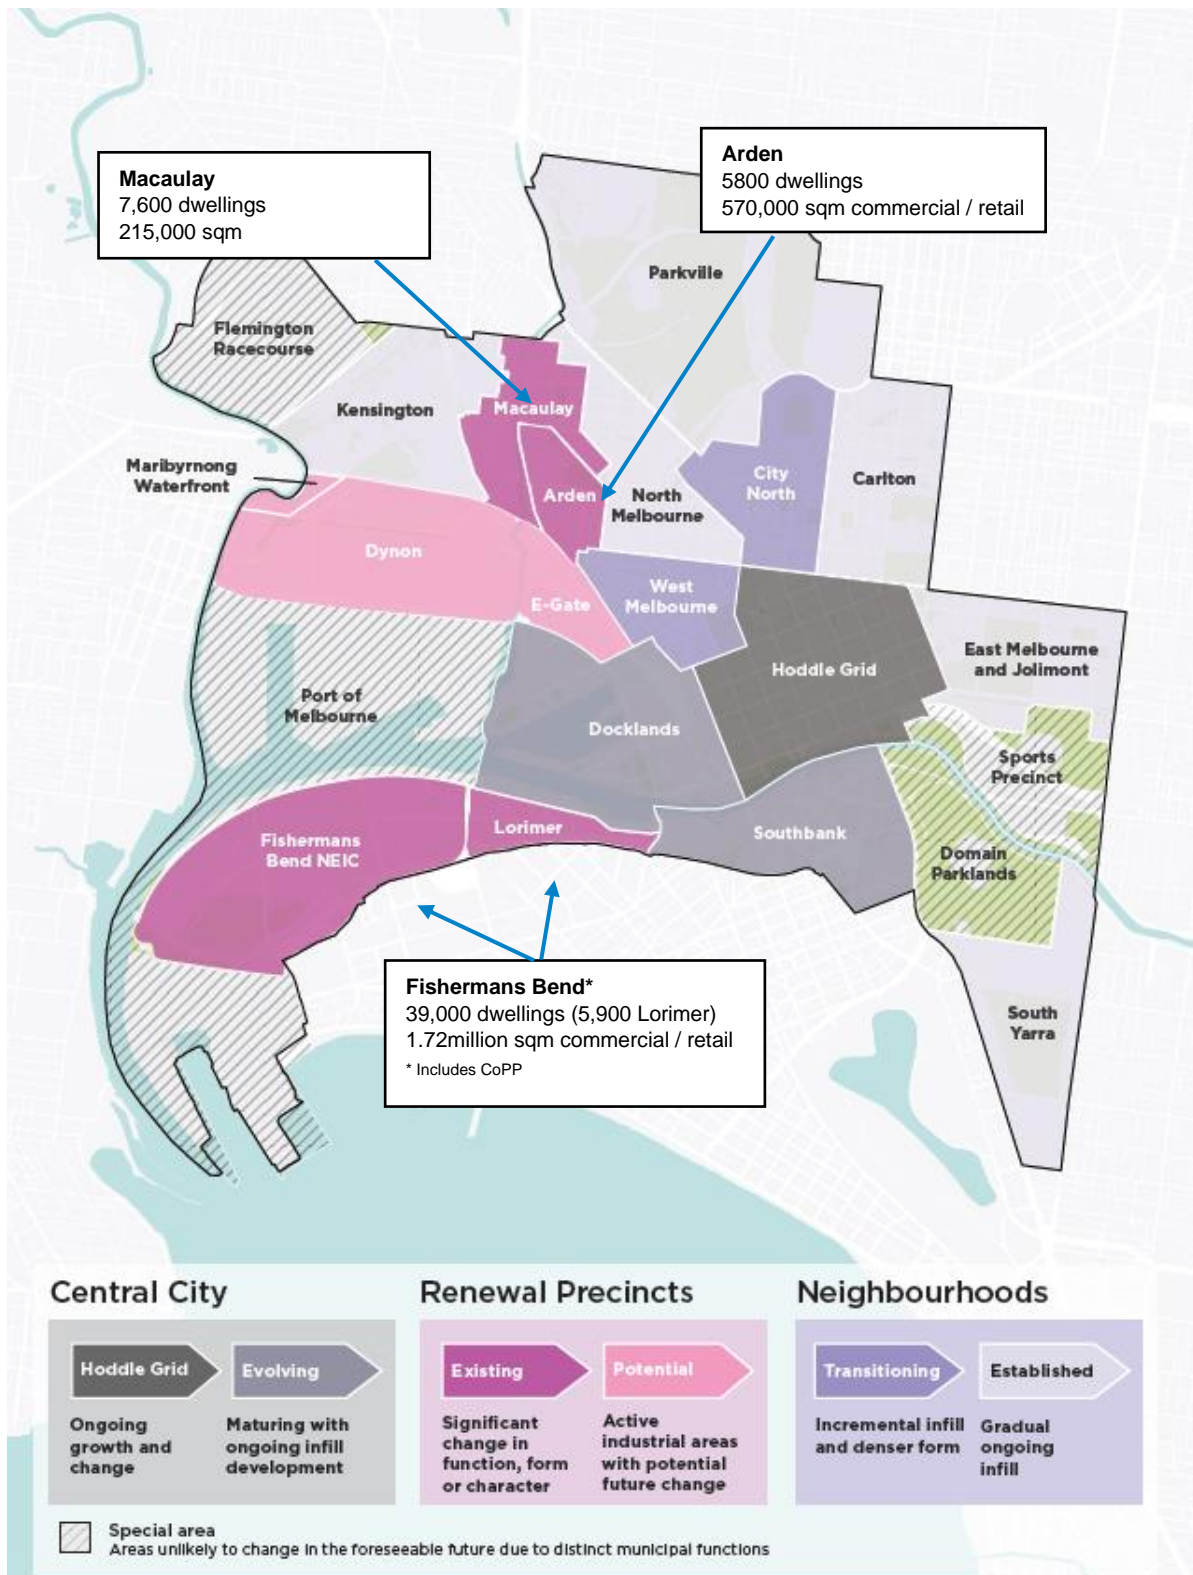 Macaulay
7,600 dwellings
215,000 sqm
Arden
5800 dwellings
570,000 sqm commercial / retail
Parkville
Flemington
Racecourse
Kensington
Macaulay
Maribyrnong
Waterfront
Arden
North
Melbourne
City
North
Carlton
Dynon
E-Gate
West
Melbourne
Hoddle Grid
East Melbourne
and Jolimont
Port of
Melbourne
Docklands
Sports
Precinct
Fishermans
Bend NEIC
Lorimer
Southbank
Domain
Parklands
Fishermans Bend*
39,000 dwellings (5,900 Lorimer)
1.72million sqm commercial / retail
* Includes CoPP
South
Yarra
Central City
Hoddle Grid
Ongoing
growth and
change
Evolving
Maturing with
ongoing infill
development
Renewal Precincts
Existing
Significant
change in
function, form
or character
Potential
Active
industrial areas
with potential
future change
Neighbourhoods
Transitioning
Incremental infill
and denser form
Established
Gradual
ongoing
infill
Special area
Areas unlikely to change in the foreseeable future due to distinct municipal functions